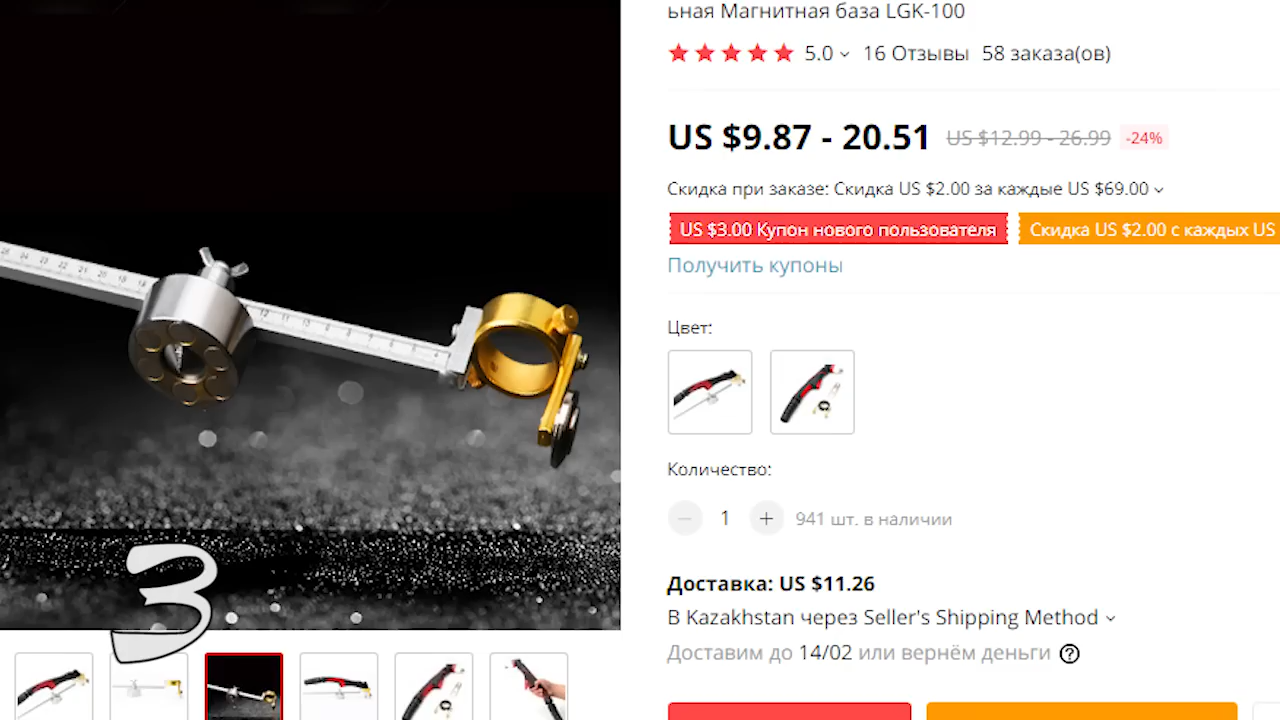 ьная Магнитная база LGK-100
5.0 16 Отзывы 58 заказа(ов)
US $9.87 - 20.51 US $12.99 - 26.99 -24%
Скидка при заказе: Скидка US $2.00 за каждые US $69.00
US $3.00 Купон нового пользователя Скидка US $2.00 с каждых US
Получить купоны
Цвет:
Количество:
1 941 шт. в наличии
Доставка: US $11.26
В Kazakhstan через Seller's Shipping Method
Доставим до 14/02 или вернём деньги ?
3